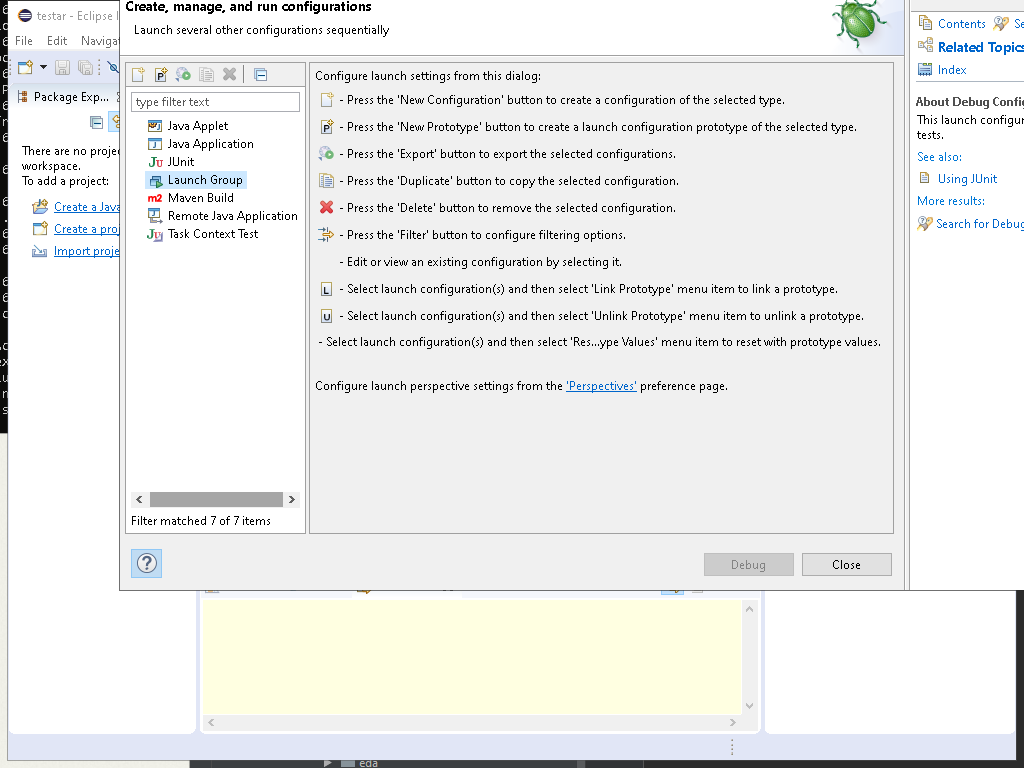 testar - Eclipse I
File Edit Navigat
Package Exp...
There are no proje
workspace.
To add a project:
Create a Java
Create a proj
Import proje
Create, manage, and run configurations
Launch several other configurations sequentially
type filter text
Java Applet
Java Application
JUnit
Launch Group
Maven Build
Remote Java Application
Task Context Test
Filter matched 7 of 7 items
Configure launch settings from this dialog:
- Press the 'New Configuration' button to create a configuration of the selected type.
- Press the 'New Prototype' button to create a launch configuration prototype of the selected type.
- Press the 'Export' button to export the selected configurations.
- Press the 'Duplicate' button to copy the selected configuration.
- Press the 'Delete' button to remove the selected configuration.
- Press the 'Filter' button to configure filtering options.
- Edit or view an existing configuration by selecting it.
- Select launch configuration(s) and then select 'Link Prototype' menu item to link a prototype.
- Select launch configuration(s) and then select 'Unlink Prototype' menu item to unlink a prototype.
- Select launch configuration(s) and then select 'Res...ype Values' menu item to reset with prototype values.
Configure launch perspective settings from the 'Perspectives' preference page.
Debug
Close
Contents Se
Related Topics
Index
About Debug Config
This launch configur
tests.
See also:
Using JUnit
More results:
Search for Debug
eda